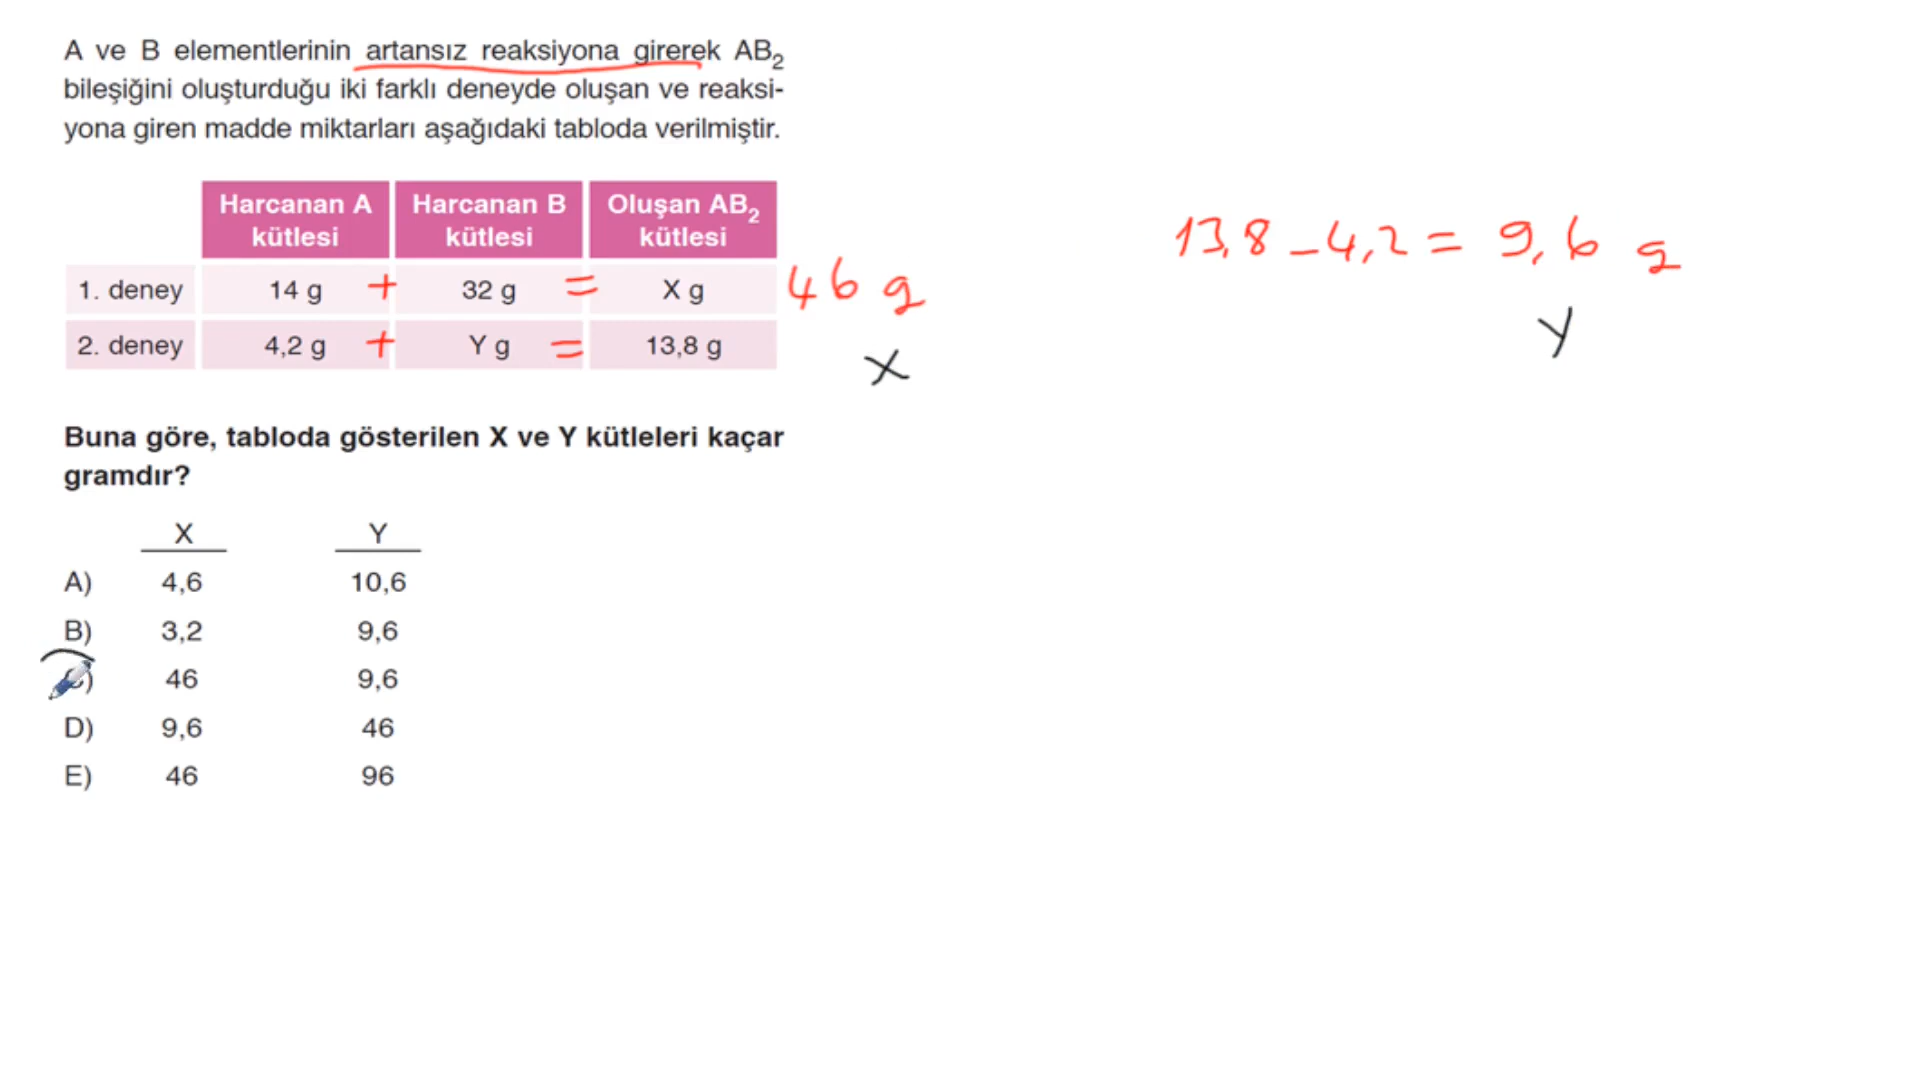 A ve B elementlerinin artansız reaksiyona girerek AB₂
bileşiğini oluşturduğu iki farklı deneyde oluşan ve reaksi-
yona giren madde miktarları aşağıdaki tabloda verilmiştir.
Harcanan A kütlesi Harcanan B kütlesi Oluşan AB₂ kütlesi
1. deney 14 g + 32 g = X g 46 g
2. deney 4,2 g + Y g = 13,8 g X
13,8 - 4,2 = 9,6 g
Y
Buna göre, tabloda gösterilen X ve Y kütleleri kaçar
gramdır?
X Y
A) 4,6 10,6
B) 3,2 9,6
) 46 9,6
D) 9,6 46
E) 46 96